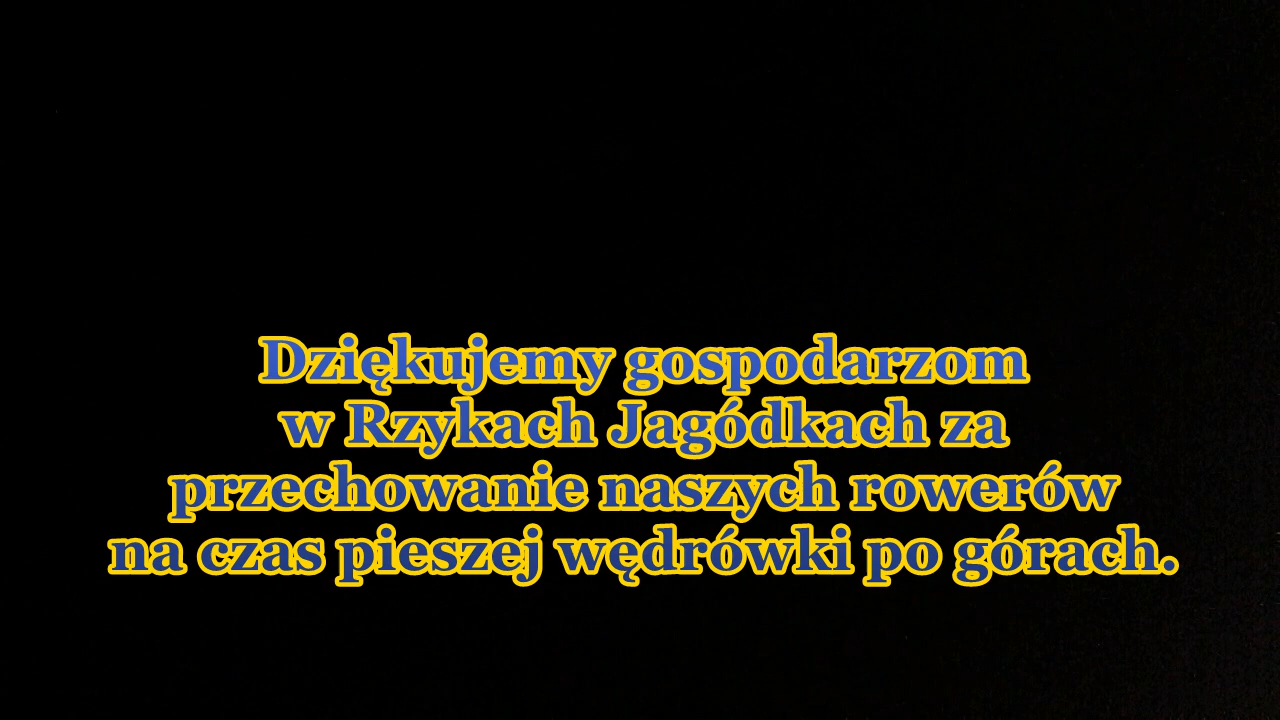 Dziękujemy gospodarzom
w Rzykach Jagódkach za
przechowanie naszych rowerów
na czas pieszej wędrówki po górach.